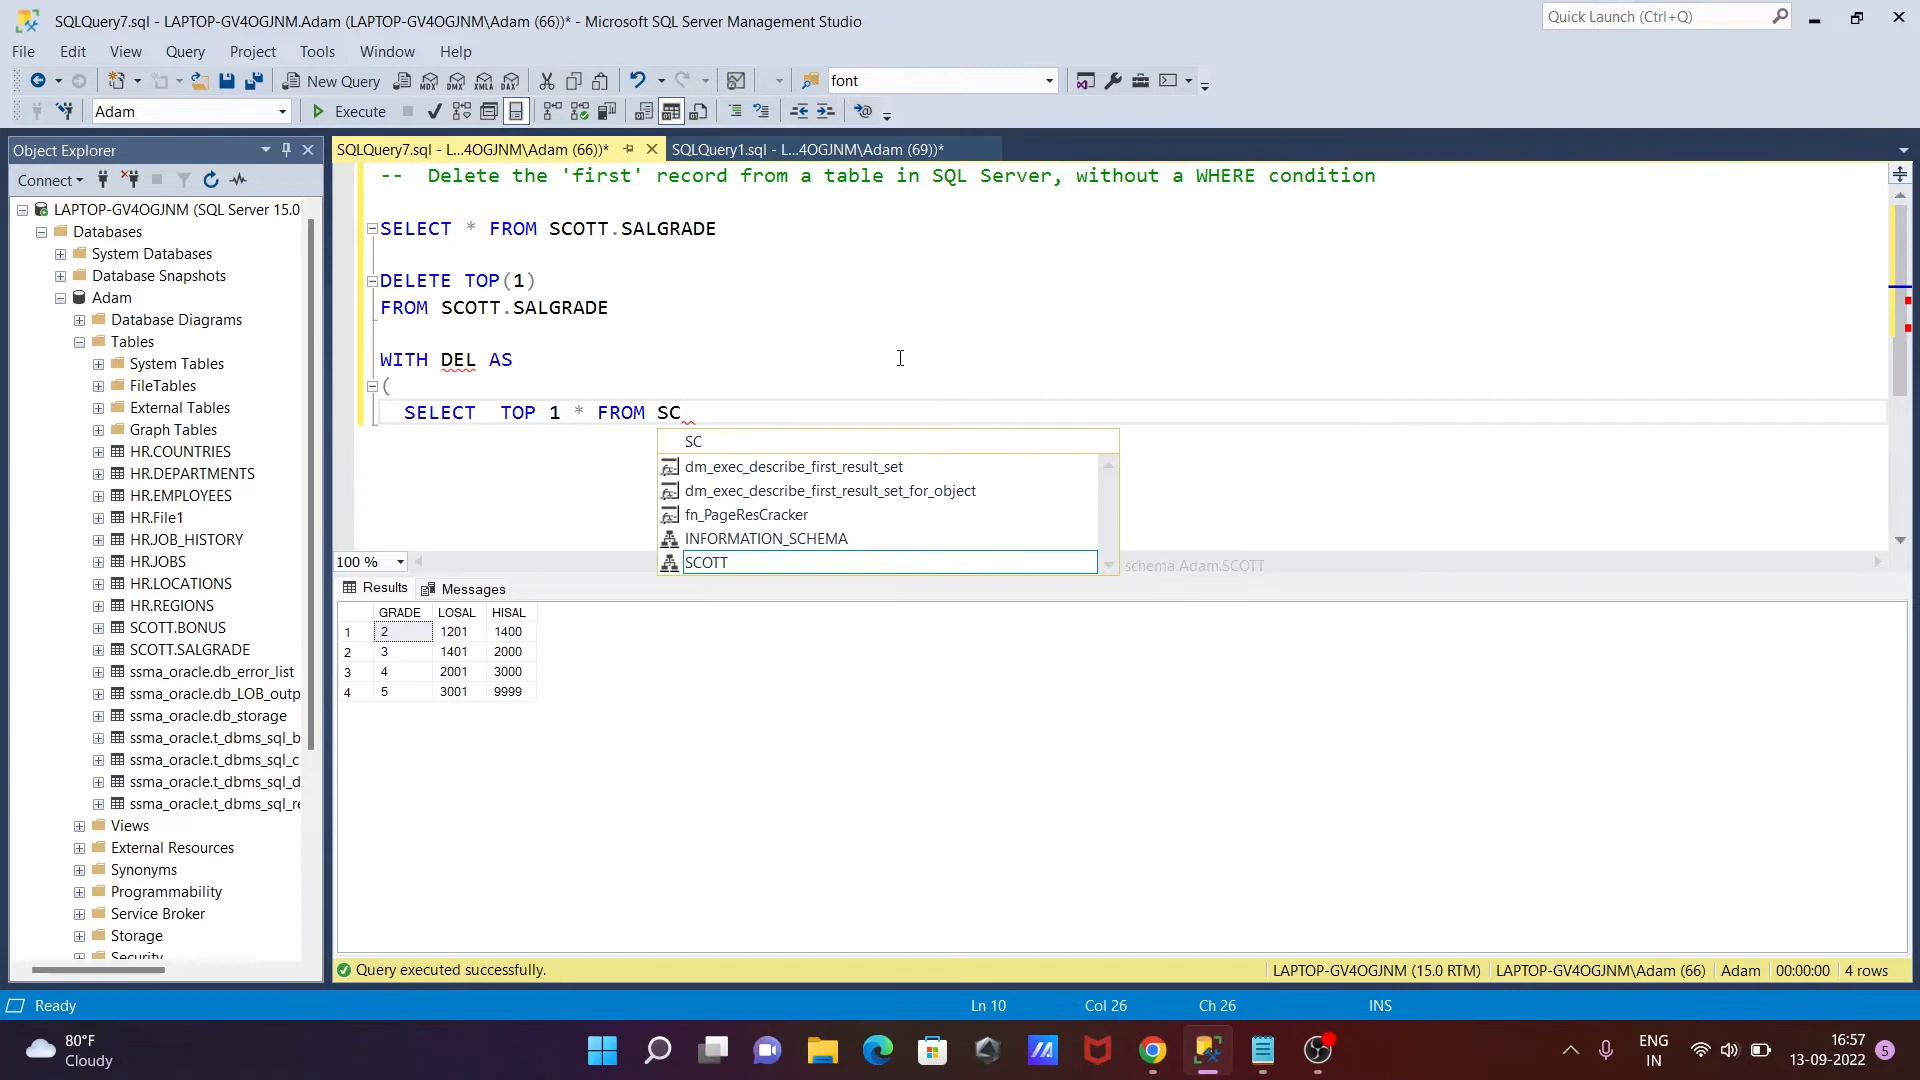 SQLQuery7.sql - LAPTOP-GV4OGJNM.Adam (LAPTOP-GV4OGJNM\Adam (66))* - Microsoft SQL Server Management Studio
Quick Launch (Ctrl+Q)
File Edit View Query Project Tools Window Help
New Query
MDX DMX XMLA DAX
font
Adam
Execute
Object Explorer
SQLQuery7.sql - L...4OGJNM\Adam (66))*
SQLQuery1.sql - L...4OGJNM\Adam (69))*
Connect
LAPTOP-GV4OGJNM (SQL Server 15.0
Databases
System Databases
Database Snapshots
Adam
Database Diagrams
Tables
System Tables
FileTables
External Tables
Graph Tables
HR.COUNTRIES
HR.DEPARTMENTS
HR.EMPLOYEES
HR.File1
HR.JOB_HISTORY
HR.JOBS
HR.LOCATIONS
HR.REGIONS
SCOTT.BONUS
SCOTT.SALGRADE
ssma_oracle.db_error_list
ssma_oracle.db_LOB_outp
ssma_oracle.db_storage
ssma_oracle.t_dbms_sql_b
ssma_oracle.t_dbms_sql_c
ssma_oracle.t_dbms_sql_d
ssma_oracle.t_dbms_sql_re
Views
External Resources
Synonyms
Programmability
Service Broker
Storage
Security
-- Delete the 'first' record from a table in SQL Server, without a WHERE condition
SELECT * FROM SCOTT.SALGRADE
DELETE TOP(1)
FROM SCOTT.SALGRADE
WITH DEL AS
(
SELECT TOP 1 * FROM SC
SC
dm_exec_describe_first_result_set
dm_exec_describe_first_result_set_for_object
fn_PageResCracker
INFORMATION_SCHEMA
SCOTT
schema Adam.SCOTT
100 %
Results Messages
GRADE LOSAL HISAL
1 2 1201 1400
2 3 1401 2000
3 4 2001 3000
4 5 3001 9999
Query executed successfully.
LAPTOP-GV4OGJNM (15.0 RTM) LAPTOP-GV4OGJNM\Adam (66) Adam 00:00:00 4 rows
Ready
Ln 10 Col 26 Ch 26 INS
80°F
Cloudy
ENG
IN
16:57
13-09-2022
5